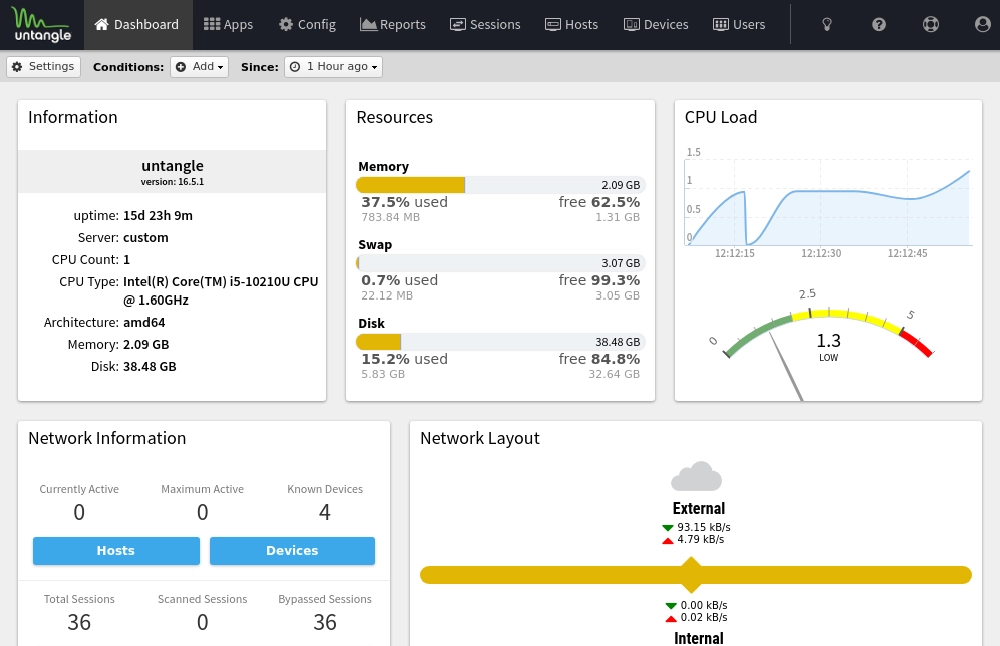 untangle
Dashboard
Apps
Config
Reports
Sessions
Hosts
Devices
Users
Settings
Conditions:
Add
Since:
1 Hour ago
Information
untangle
version: 16.5.1
uptime: 15d 23h 9m
Server: custom
CPU Count: 1
CPU Type: Intel(R) Core(TM) i5-10210U CPU
@ 1.60GHz
Architecture: amd64
Memory: 2.09 GB
Disk: 38.48 GB
Resources
Memory
2.09 GB
37.5% used free 62.5%
783.84 MB 1.31 GB
Swap
3.07 GB
0.7% used free 99.3%
22.12 MB 3.05 GB
Disk
38.48 GB
15.2% used free 84.8%
5.83 GB 32.64 GB
CPU Load
1.5
1
0.5
0
12:12:15 12:12:30 12:12:45
0 2.5 5
1.3
LOW
Network Information
Currently Active Maximum Active Known Devices
0 0 4
Hosts Devices
Total Sessions Scanned Sessions Bypassed Sessions
36 0 36
Network Layout
External
93.15 kB/s
4.79 kB/s
0.00 kB/s
0.02 kB/s
Internal